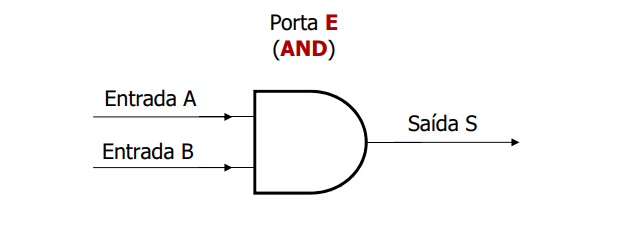 Porta E
(AND)
Entrada A
Entrada B
Saída S